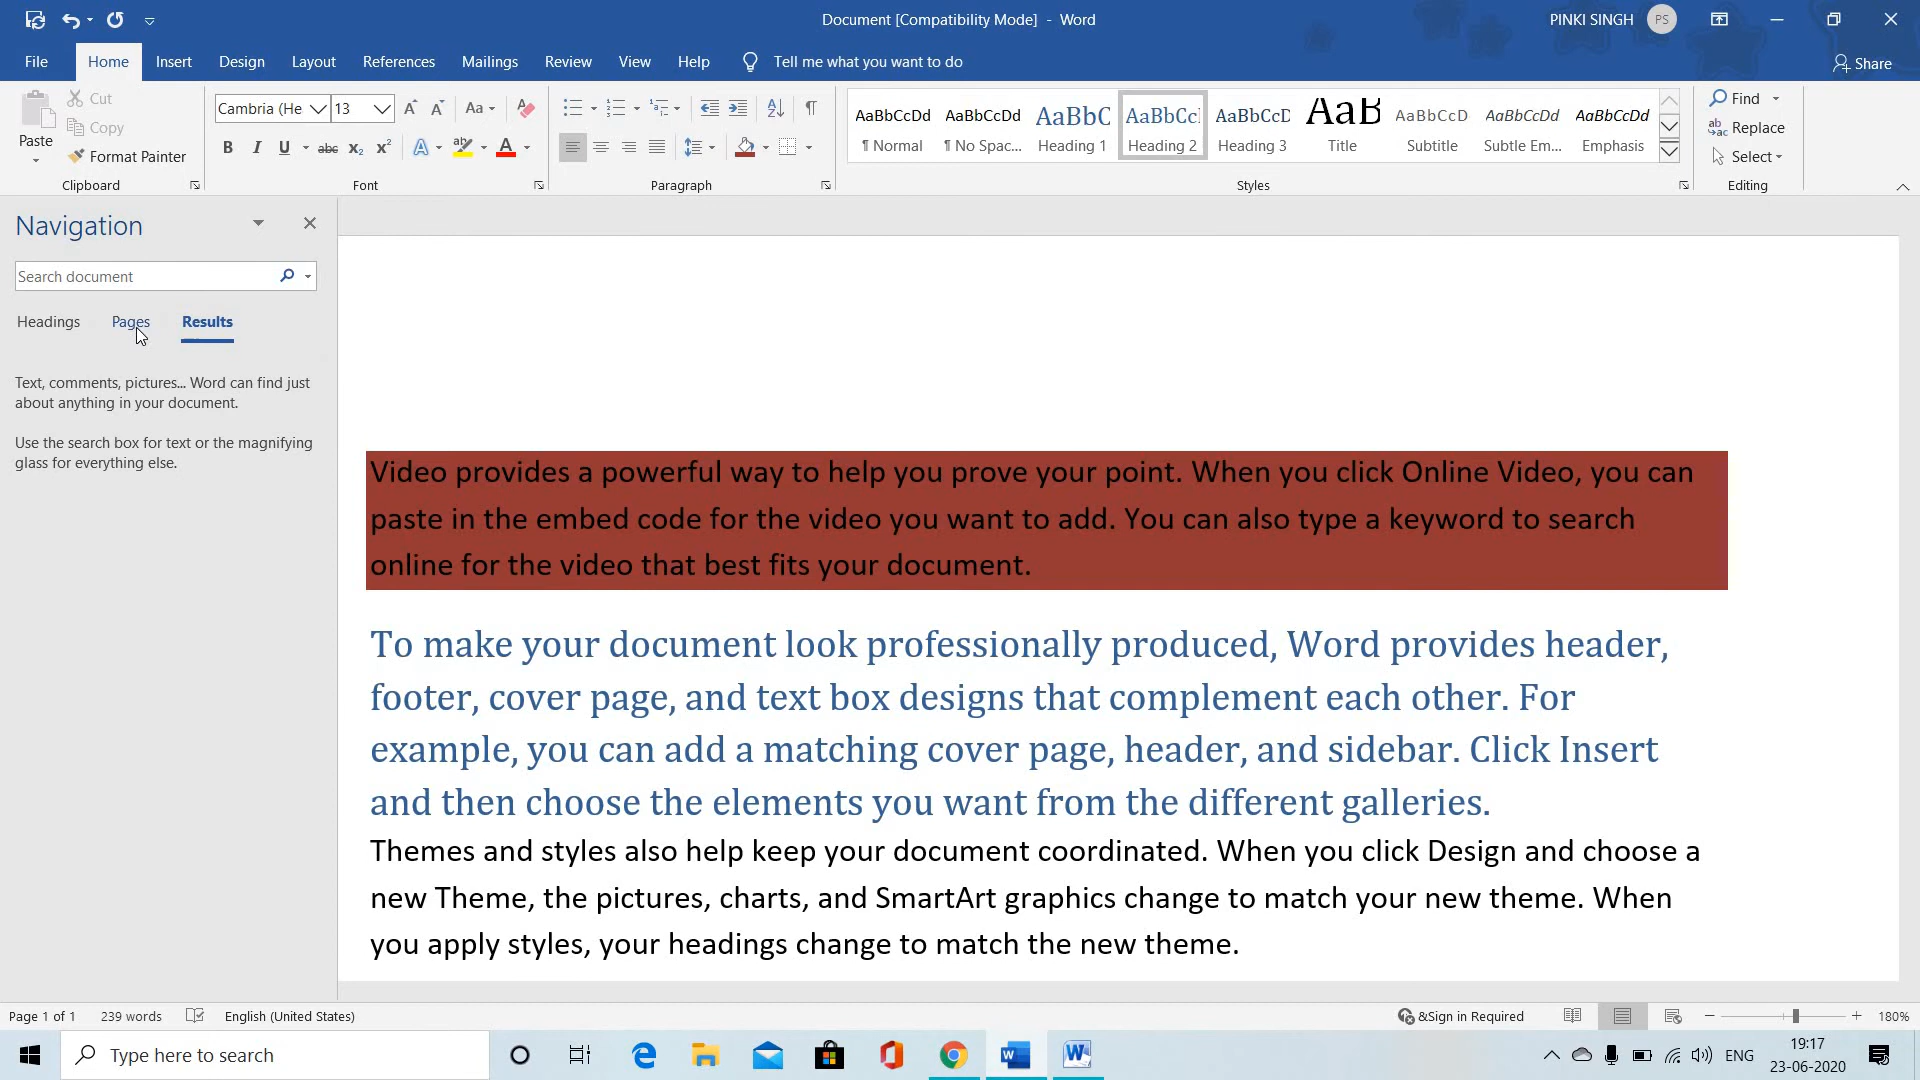 Document [Compatibility Mode] - Word
PINKI SINGH
PS
File
Home
Insert
Design
Layout
References
Mailings
Review
View
Help
Tell me what you want to do
Share
Paste
Cut
Copy
Format Painter
Clipboard
Cambria (He
13
Font
Paragraph
AaBbCcDd
¶ Normal
AaBbCcDd
¶ No Spac...
AaBbC
Heading 1
AaBbCc
Heading 2
AaBbCcD
Heading 3
AaB
Title
AaBbCcD
Subtitle
AaBbCcDd
Subtle Em...
AaBbCcDd
Emphasis
Styles
Find
Replace
Select
Editing
Navigation
Search document
Headings
Pages
Results
Text, comments, pictures... Word can find just
about anything in your document.
Use the search box for text or the magnifying
glass for everything else.
Video provides a powerful way to help you prove your point. When you click Online Video, you can
paste in the embed code for the video you want to add. You can also type a keyword to search
online for the video that best fits your document.
To make your document look professionally produced, Word provides header,
footer, cover page, and text box designs that complement each other. For
example, you can add a matching cover page, header, and sidebar. Click Insert
and then choose the elements you want from the different galleries.
Themes and styles also help keep your document coordinated. When you click Design and choose a
new Theme, the pictures, charts, and SmartArt graphics change to match your new theme. When
you apply styles, your headings change to match the new theme.
Page 1 of 1
239 words
English (United States)
&Sign in Required
180%
Type here to search
ENG
19:17
23-06-2020